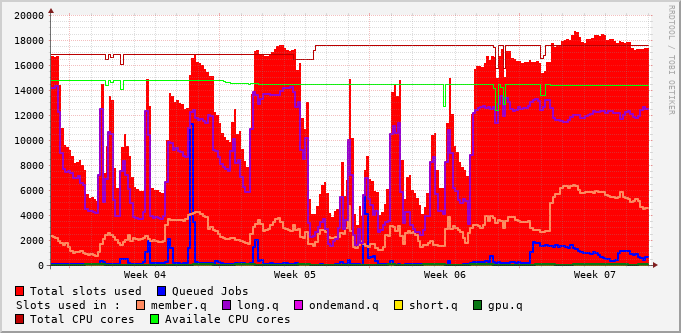 20000
18000
16000
14000
12000
10000
8000
6000
4000
2000
0
Week 04 Week 05 Week 06 Week 07
RRDTOOL / TOBI OETIKER
Total slots used Queued Jobs
Slots used in : member.q long.q ondemand.q short.q gpu.q
Total CPU cores Availale CPU cores